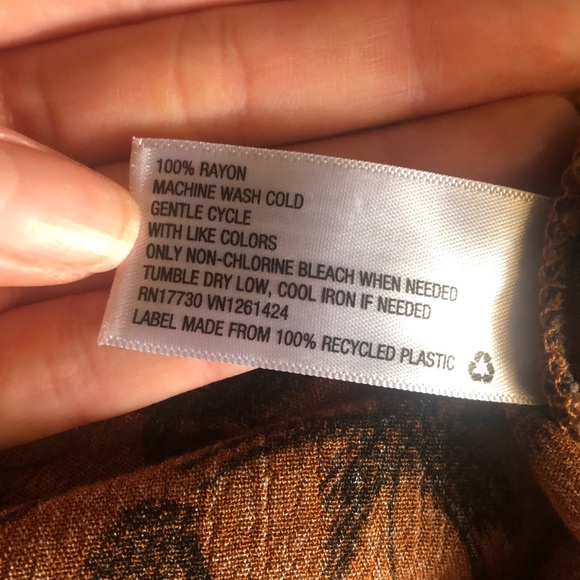 100% RAYON
MACHINE WASH COLD
GENTLE CYCLE
WITH LIKE COLORS
ONLY NON-CHLORINE BLEACH WHEN NEEDED
TUMBLE DRY LOW, COOL IRON IF NEEDED
RN17730 VN1261424
LABEL MADE FROM 100% RECYCLED PLASTIC